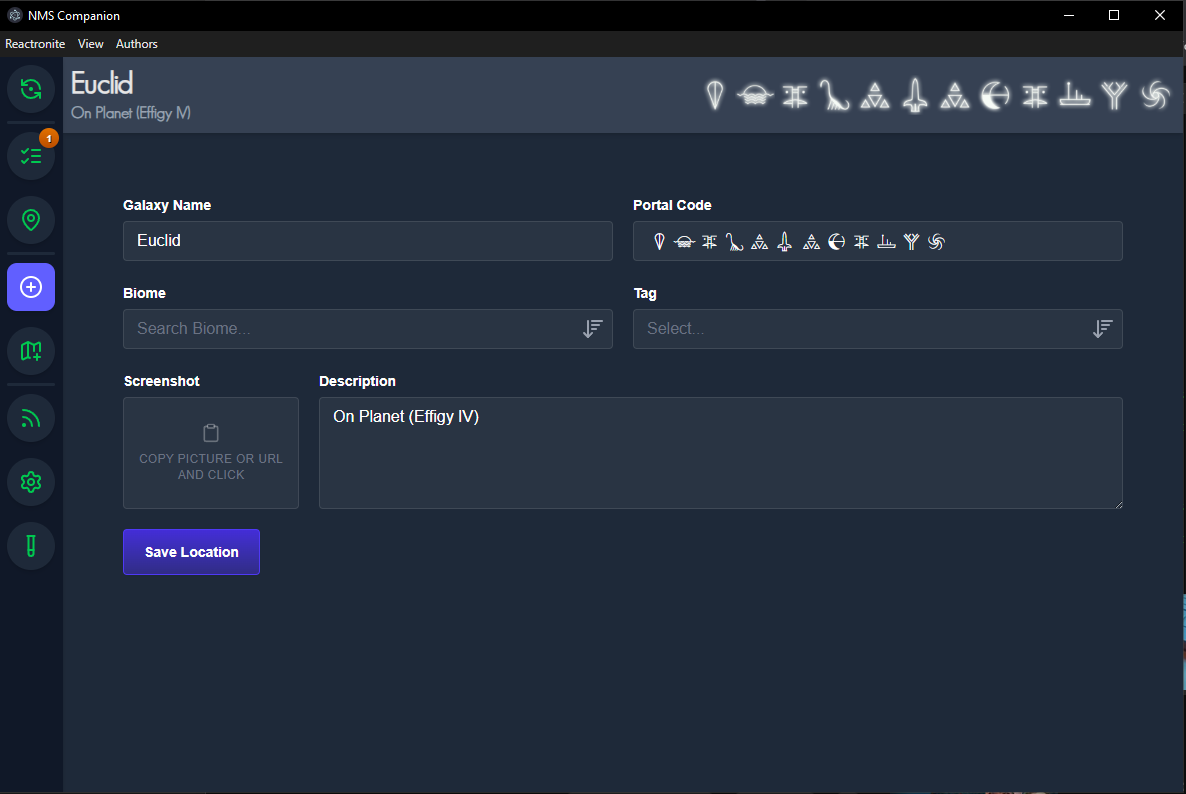 NMS Companion
Reactronite View Authors
Euclid
On Planet (Effigy IV)
1
Galaxy Name
Portal Code
Euclid
Biome
Tag
Search Biome...
Select...
Screenshot
Description
COPY PICTURE OR URL
AND CLICK
On Planet (Effigy IV)
Save Location